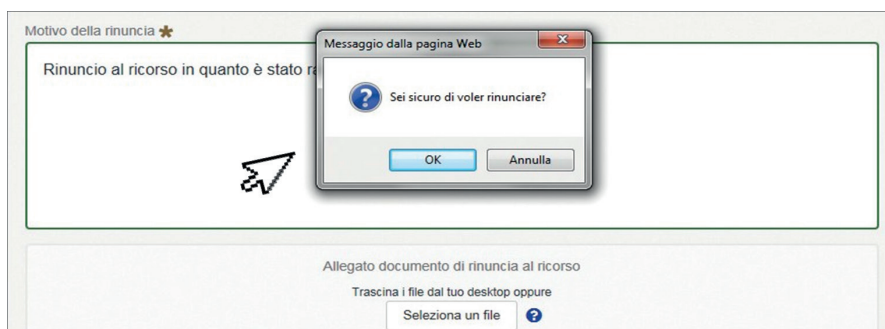 Motivo della rinuncia *
Messaggio dalla pagina Web
Rinuncio al ricorso in quanto è stato
Sei sicuro di voler rinunciare?
OK Annulla
Allegato documento di rinuncia al ricorso
Trascina i file dal tuo desktop oppure
Seleziona un file